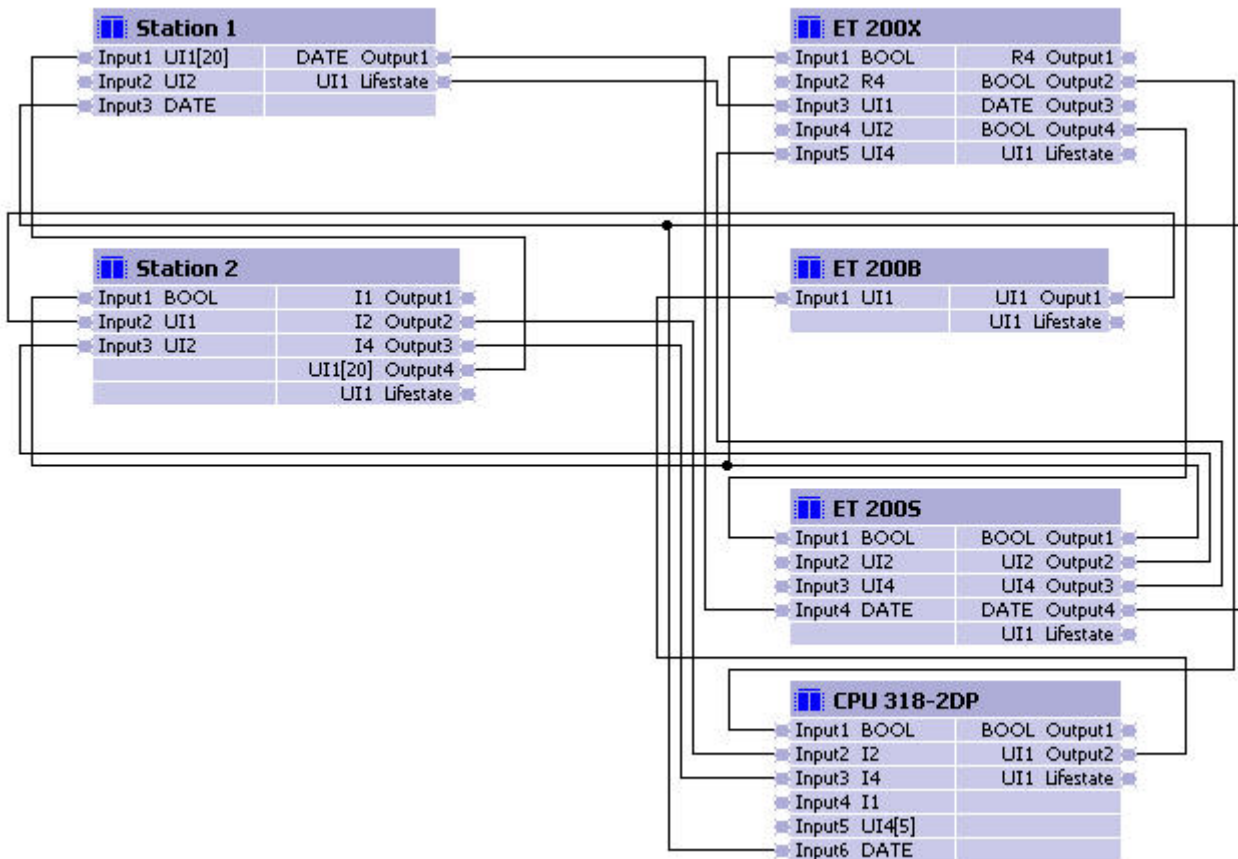 Station 1
Input1 UI1[20] DATE Output1
Input2 UI2 UI1 Lifestate
Input3 DATE
ET 200X
Input1 BOOL R4 Output1
Input2 R4 BOOL Output2
Input3 UI1 DATE Output3
Input4 UI2 BOOL Output4
Input5 UI4 UI1 Lifestate
Station 2
Input1 BOOL I1 Output1
Input2 UI1 I2 Output2
Input3 UI2 I4 Output3
UI1[20] Output4
UI1 Lifestate
ET 200B
Input1 UI1 UI1 Ouput1
UI1 Lifestate
ET 200S
Input1 BOOL BOOL Output1
Input2 UI2 UI2 Output2
Input3 UI4 UI4 Output3
Input4 DATE DATE Output4
UI1 Lifestate
CPU 318-2DP
Input1 BOOL BOOL Output1
Input2 I2 UI1 Output2
Input3 I4 UI1 Lifestate
Input4 I1
Input5 UI4[5]
Input6 DATE